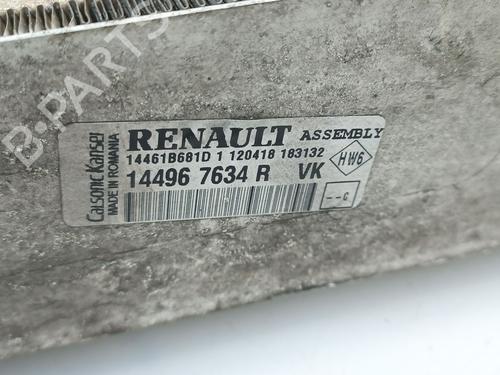 B-PARTS
RENAULT ASSEMBLY
14461B681D 1 120418 183132
14496 7634 R VK
HW6
--C
Calsonic Kansei
MADE IN ROMANIA